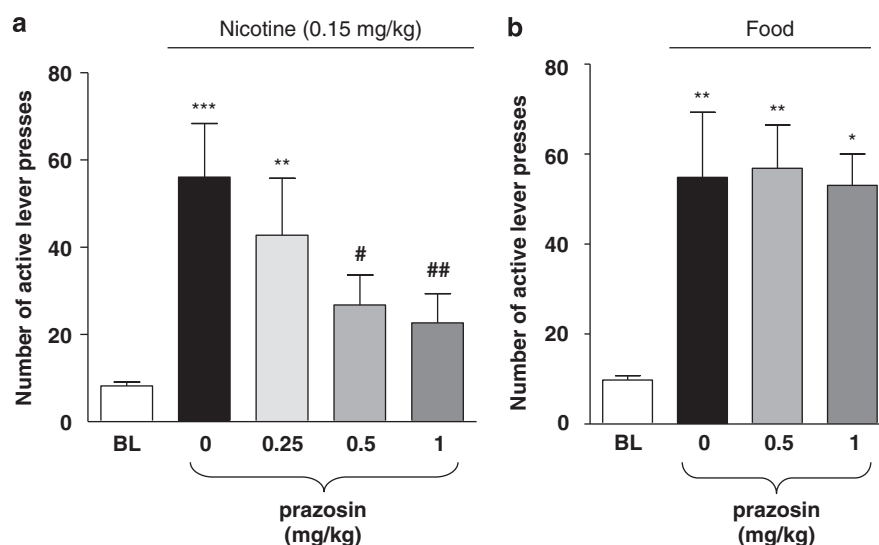 a
Nicotine (0.15 mg/kg)
Number of active lever presses
80
60
40
20
0
***
**
#
##
BL
0
0.25
0.5
1
prazosin
(mg/kg)
b
Food
Number of active lever presses
80
60
40
20
0
**
**
*
BL
0
0.5
1
prazosin
(mg/kg)